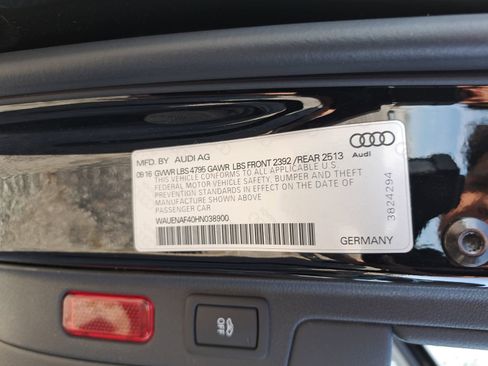 MFD. BY AUDI AG
09 16 GVWR LBS 4795 GAWR LBS FRONT 2392 /REAR 2513
THIS VEHICLE CONFORMS TO ALL APPLICABLE U.S.
FEDERAL MOTOR VEHICLE SAFETY, BUMPER AND THEFT
PREVENTION STANDARDS IN EFFECT ON THE DATE OF
MANUFACTURE SHOWN ABOVE
PASSENGER CAR
WAUENAF40HN038900
Audi
3824294
GERMANY
OFF